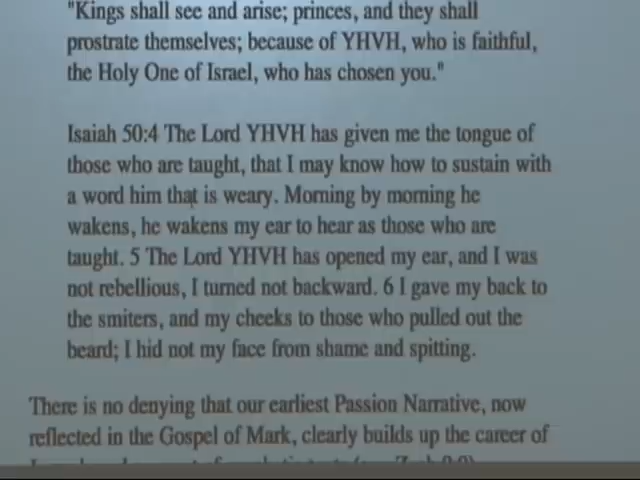 "Kings shall see and arise; princes, and they shall
prostrate themselves; because of YHVH, who is faithful,
the Holy One of Israel, who has chosen you."
Isaiah 50:4 The Lord YHVH has given me the tongue of
those who are taught, that I may know how to sustain with
a word him that is weary. Morning by morning he
wakens, he wakens my ear to hear as those who are
taught. 5 The Lord YHVH has opened my ear, and I was
not rebellious, I turned not backward. 6 I gave my back to
the smiters, and my cheeks to those who pulled out the
beard; I hid not my face from shame and spitting.
There is no denying that our earliest Passion Narrative, now
reflected in the Gospel of Mark, clearly builds up the career of